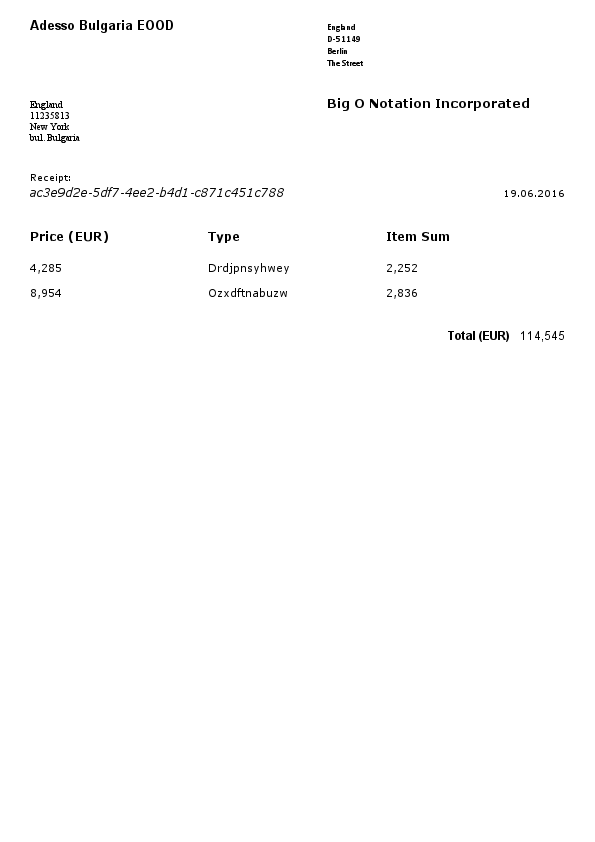 Adesso Bulgaria EOOD
England
D-51149
Berlin
The Street
Big O Notation Incorporated
England
11235813
New York
bul. Bulgaria
Receipt:
ac3e9d2e-5df7-4ee2-b4d1-c871c451c788
19.06.2016
Price (EUR) Type Item Sum
4,285 Drdjpnsyhwey 2,252
8,954 Ozxdftnabuzw 2,836
Total (EUR) 114,545